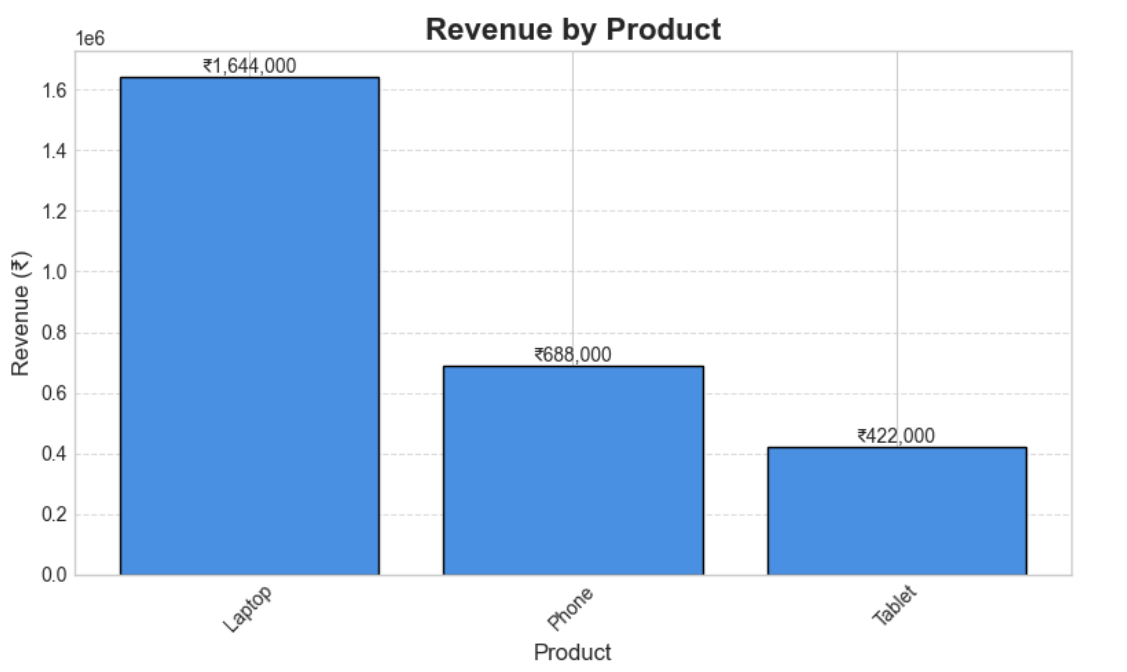 Revenue by Product
1e6
₹1,644,000
1.6
1.4
1.2
1.0
0.8
₹688,000
0.6
₹422,000
0.4
0.2
0.0
Revenue (₹)
Laptop
Phone
Tablet
Product